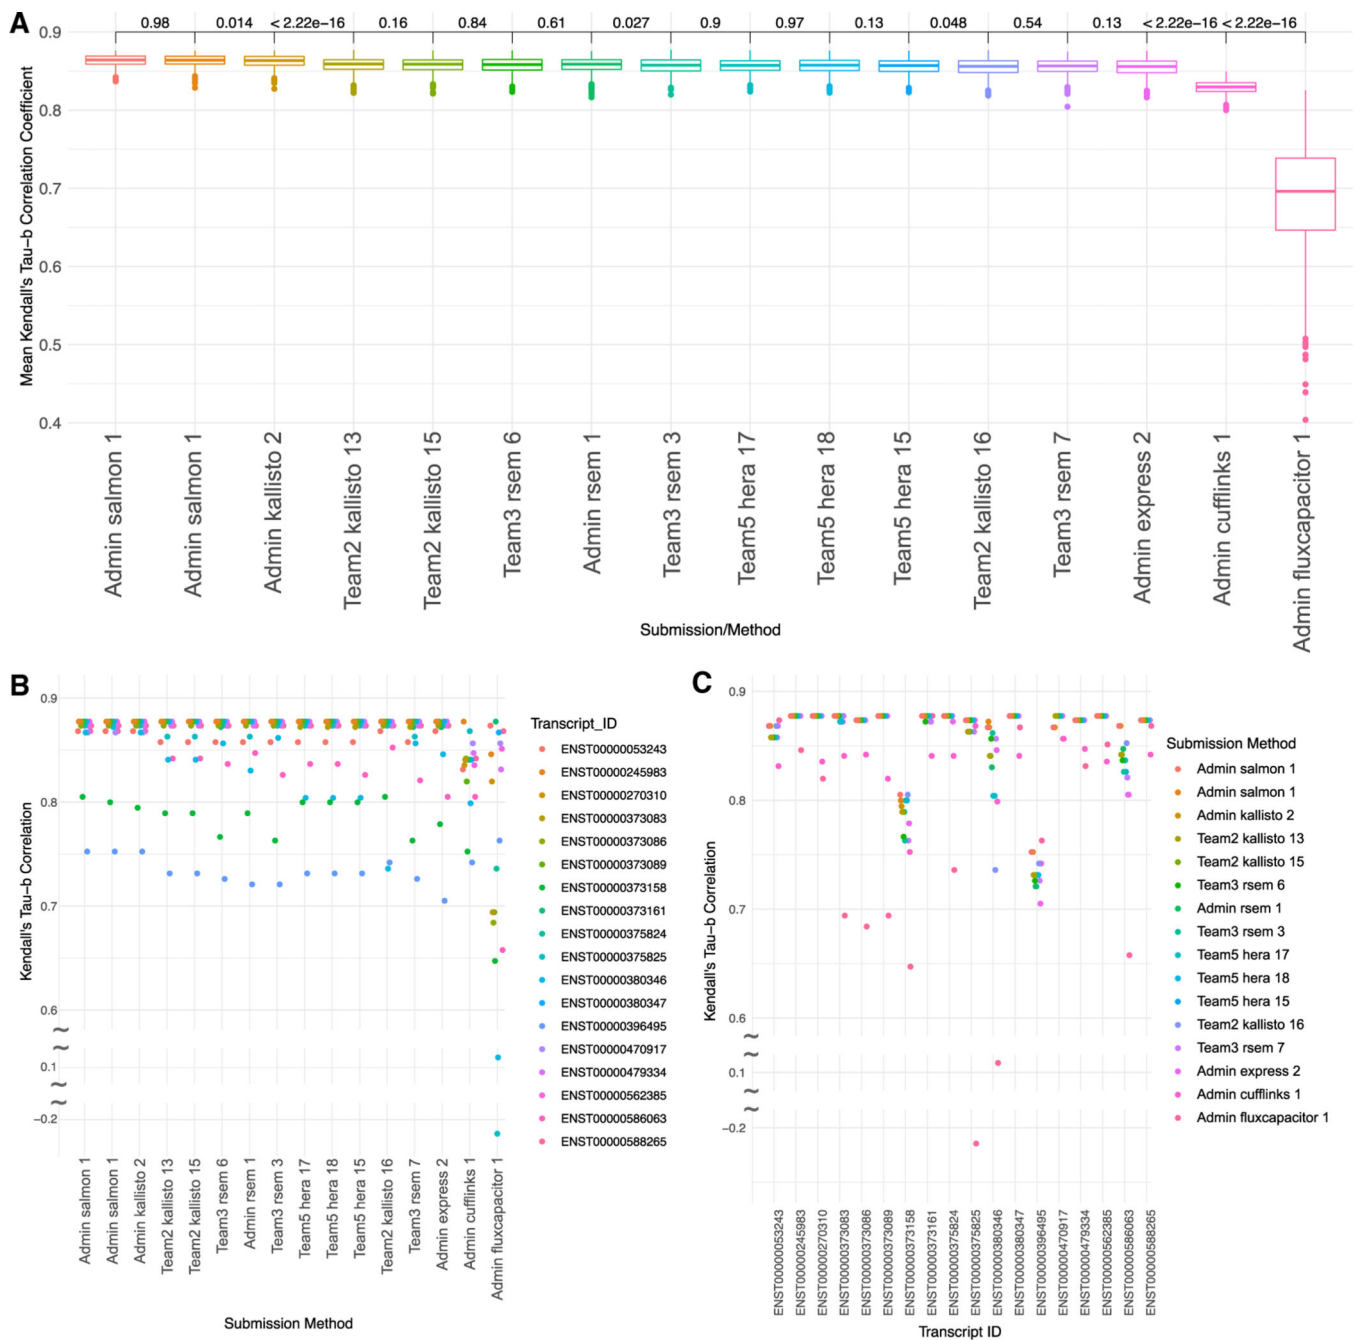 A
0.98 0.014 < 2.22e−16 0.16 0.84 0.61 0.027 0.9 0.97 0.13 0.048 0.54 0.13 < 2.22e−16 < 2.22e−16
Mean Kendall's Tau−b Correlation Coefficient
0.9
0.8
0.7
0.6
0.5
0.4
Admin salmon 1
Admin salmon 1
Admin kallisto 2
Team2 kallisto 13
Team2 kallisto 15
Team3 rsem 6
Admin rsem 1
Team3 rsem 3
Team5 hera 17
Team5 hera 18
Team5 hera 15
Team2 kallisto 16
Team3 rsem 7
Admin express 2
Admin cufflinks 1
Admin fluxcapacitor 1
Submission/Method
B
Kendall's Tau−b Correlation
0.9
0.8
0.7
0.6
~
~
0.1
~
~
−0.2
Admin salmon 1
Admin salmon 1
Admin kallisto 2
Team2 kallisto 13
Team2 kallisto 15
Team3 rsem 6
Admin rsem 1
Team3 rsem 3
Team5 hera 17
Team5 hera 18
Team5 hera 15
Team2 kallisto 16
Team3 rsem 7
Admin express 2
Admin cufflinks 1
Admin fluxcapacitor 1
Submission Method
Transcript_ID
ENST00000053243
ENST00000245983
ENST00000270310
ENST00000373083
ENST00000373086
ENST00000373089
ENST00000373158
ENST00000373161
ENST00000375824
ENST00000375825
ENST00000380346
ENST00000380347
ENST00000396495
ENST00000470917
ENST00000479334
ENST00000562385
ENST00000586063
ENST00000588265
C
Kendall's Tau−b Correlation
0.9
0.8
0.7
0.6
~
~
0.1
~
~
−0.2
ENST00000053243
ENST00000245983
ENST00000270310
ENST00000373083
ENST00000373086
ENST00000373089
ENST00000373158
ENST00000373161
ENST00000375824
ENST00000375825
ENST00000380346
ENST00000380347
ENST00000396495
ENST00000470917
ENST00000479334
ENST00000562385
ENST00000586063
ENST00000588265
Transcript ID
Submission Method
Admin salmon 1
Admin salmon 1
Admin kallisto 2
Team2 kallisto 13
Team2 kallisto 15
Team3 rsem 6
Admin rsem 1
Team3 rsem 3
Team5 hera 17
Team5 hera 18
Team5 hera 15
Team2 kallisto 16
Team3 rsem 7
Admin express 2
Admin cufflinks 1
Admin fluxcapacitor 1